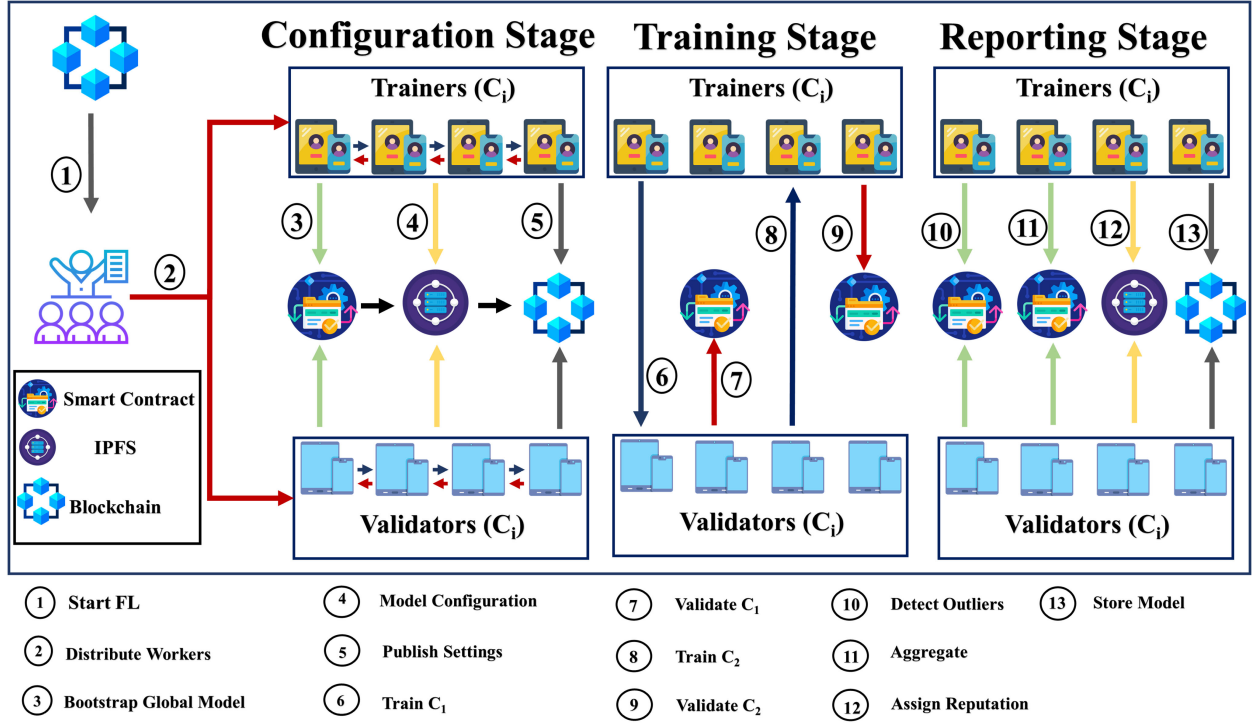 Configuration Stage
Training Stage
Reporting Stage
Trainers (Cᵢ)
Trainers (Cᵢ)
Trainers (Cᵢ)
1
2
3
4
5
6
7
8
9
10
11
12
13
Smart Contract
IPFS
Blockchain
Validators (Cᵢ)
Validators (Cᵢ)
Validators (Cᵢ)
1 Start FL
2 Distribute Workers
3 Bootstrap Global Model
4 Model Configuration
5 Publish Settings
6 Train C₁
7 Validate C₁
8 Train C₂
9 Validate C₂
10 Detect Outliers
11 Aggregate
12 Assign Reputation
13 Store Model